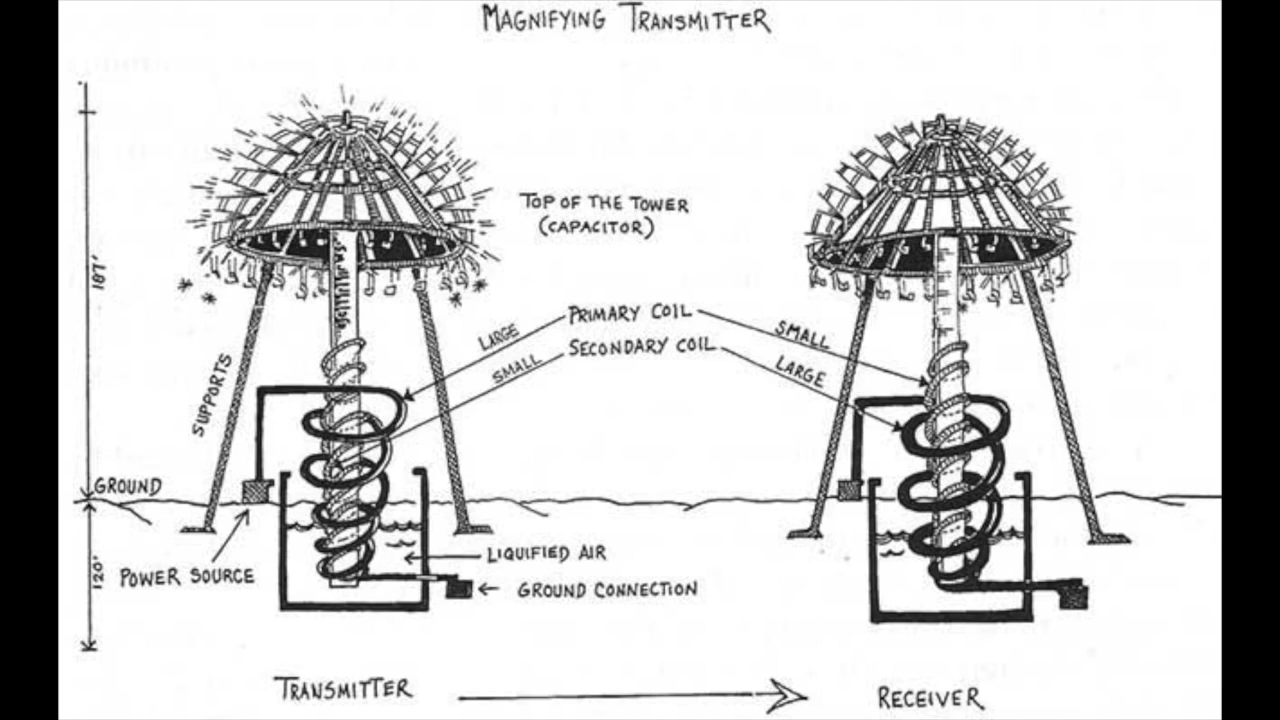 MAGNIFYING TRANSMITTER
TOP OF THE TOWER
(CAPACITOR)
187'
PRIMARY COIL
LARGE
SMALL
SECONDARY COIL
SMALL
LARGE
SUPPORTS
GROUND
120'
POWER SOURCE
LIQUIFIED AIR
GROUND CONNECTION
TRANSMITTER
RECEIVER